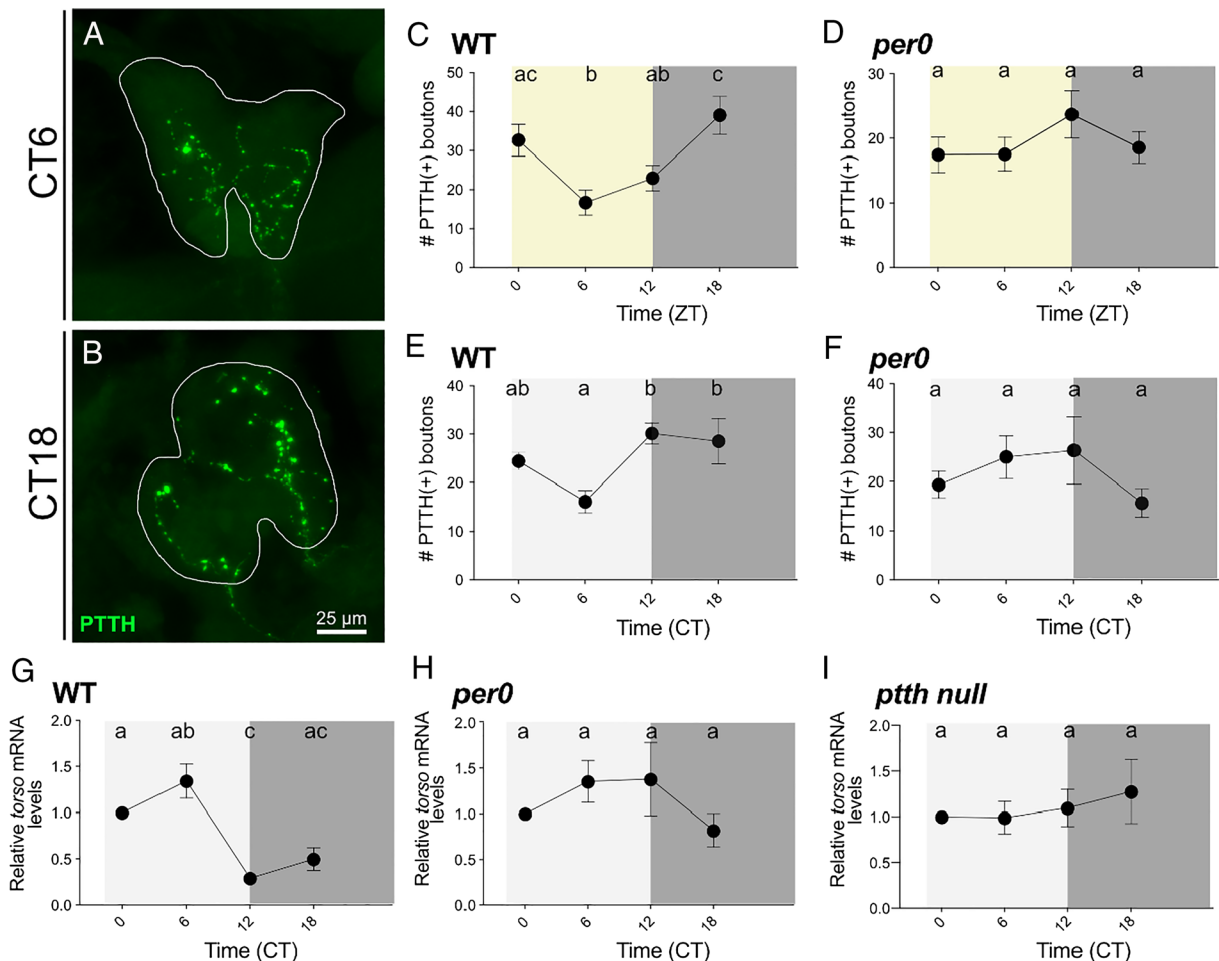 A
CT6
B
CT18
PTTH
25 µm
C
WT
ac b ab c
50
40
30
20
10
0
# PTTH(+) boutons
0 6 12 18
Time (ZT)
D
per0
a a a a
30
20
10
0
# PTTH(+) boutons
0 6 12 18
Time (ZT)
E
WT
ab a b b
40
30
20
10
0
# PTTH(+) boutons
0 6 12 18
Time (CT)
F
per0
a a a a
40
30
20
10
0
# PTTH(+) boutons
0 6 12 18
Time (CT)
G
WT
a ab c ac
2.0
1.5
1.0
0.5
0.0
Relative torso mRNA
levels
0 6 12 18
Time (CT)
H
per0
a a a a
2.0
1.5
1.0
0.5
0.0
Relative torso mRNA
levels
0 6 12 18
Time (CT)
I
ptth null
a a a a
2.0
1.5
1.0
0.5
0.0
Relative torso mRNA
levels
0 6 12 18
Time (CT)